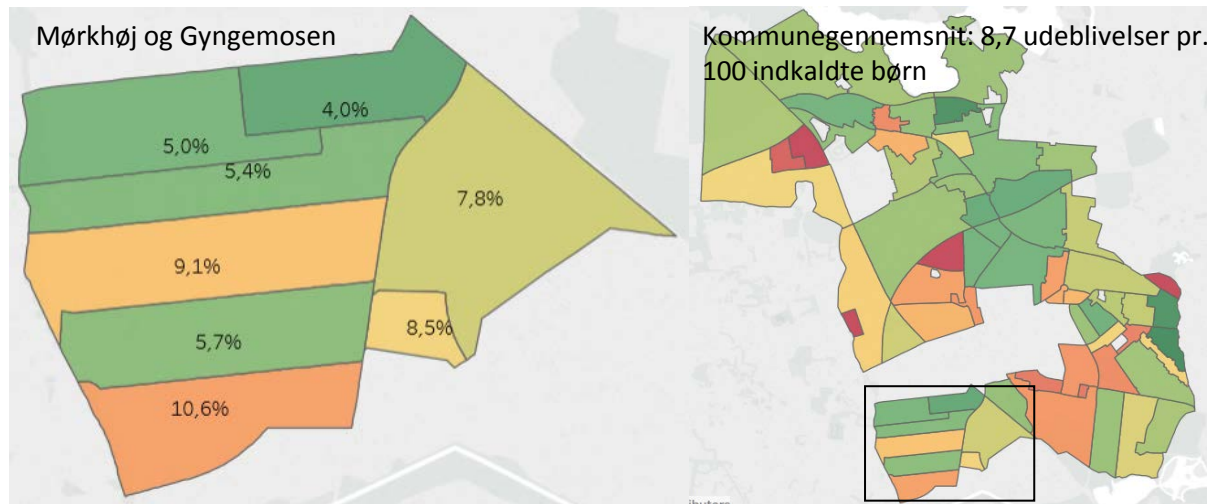 Mørkhøj og Gyngemosen
4,0%
5,0%
5,4%
7,8%
9,1%
8,5%
5,7%
10,6%
Kommunegennemsnit: 8,7 udeblivelser pr.
100 indkaldte børn